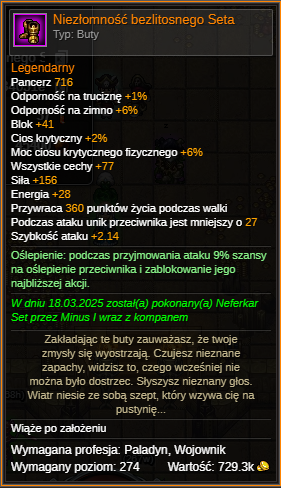 Niezłomność bezlitosnego Seta
Typ: Buty
Legendarny
Pancerz 716
Odporność na truciznę +1%
Odporność na zimno +6%
Blok +41
Cios krytyczny +2%
Moc ciosu krytycznego fizycznego +6%
Wszystkie cechy +77
Siła +156
Energia +28
Przywraca 360 punktów życia podczas walki
Podczas ataku unik przeciwnika jest mniejszy o 27
Szybkość ataku +2.14
Oślepienie: podczas przyjmowania ataku 9% szansy
na oślepienie przeciwnika i zablokowanie jego
najbliższej akcji.
W dniu 18.03.2025 został(a) pokonany(a) Neferkar
Set przez Minus I wraz z kompanem
Zakładając te buty zauważasz, że twoje
zmysły się wyostrzają. Czujesz nieznane
zapachy, widzisz to, czego wcześniej nie
można było dostrzec. Słyszysz nieznany głos.
Wiatr niesie ze sobą szept, który wzywa cię na
pustynię...
Wiąże po założeniu
Wymagana profesja: Paladyn, Wojownik
Wymagany poziom: 274 Wartość: 729.3k